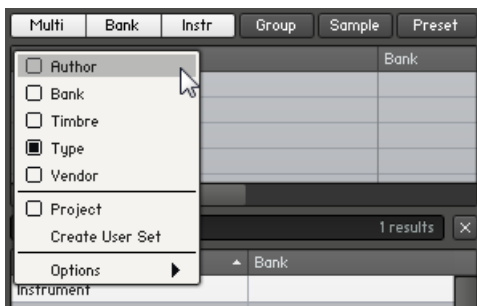 Multi Bank Instr Group Sample Preset
Author Bank
Bank
Timbre
Type
Vendor
Project
Create User Set 1 results
Options Bank
Instrument